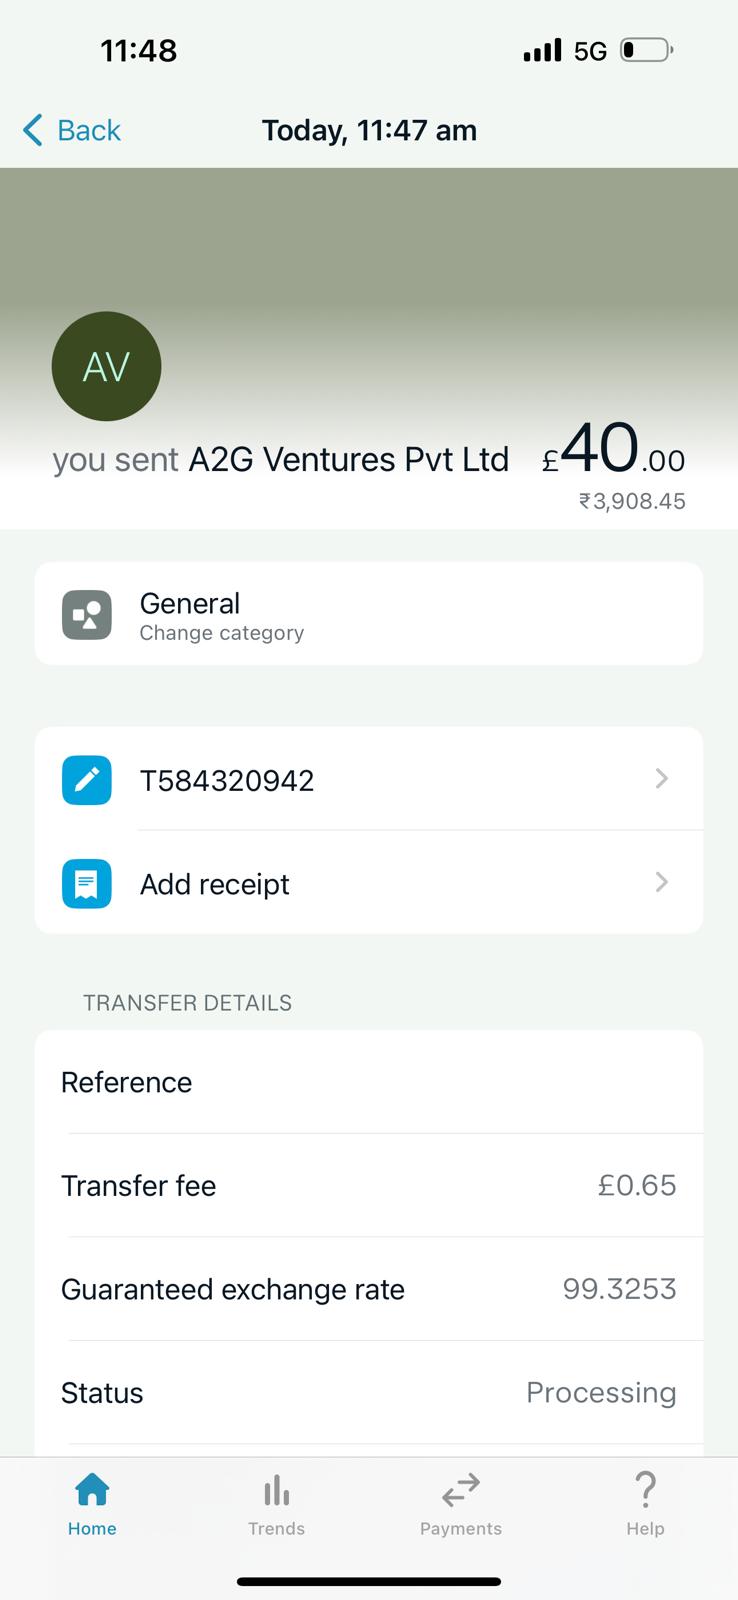 11:48
5G
Back
Today, 11:47 am
AV
you sent A2G Ventures Pvt Ltd £40.00
₹3,908.45
General
Change category
T584320942
Add receipt
TRANSFER DETAILS
Reference
Transfer fee £0.65
Guaranteed exchange rate 99.3253
Status Processing
Home Trends Payments Help